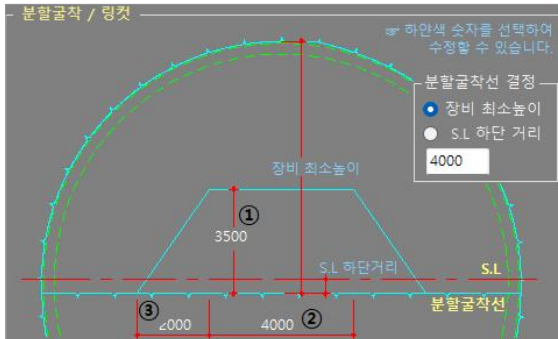 분할굴착 / 링컷
☞ 하얀색 숫자를 선택하여
수정할 수 있습니다.
분할굴착선 결정
장비 최소높이
S.L 하단 거리
4000
장비 최소높이
①
3500
S.L 하단거리
S.L
분할굴착선
③
2000
4000
②